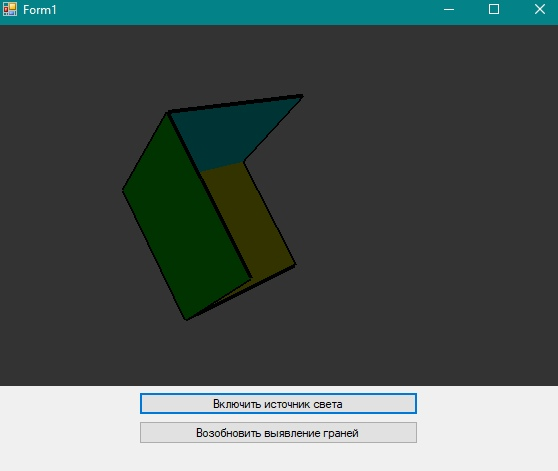 Form1
Включить источник света
Возобновить выявление граней